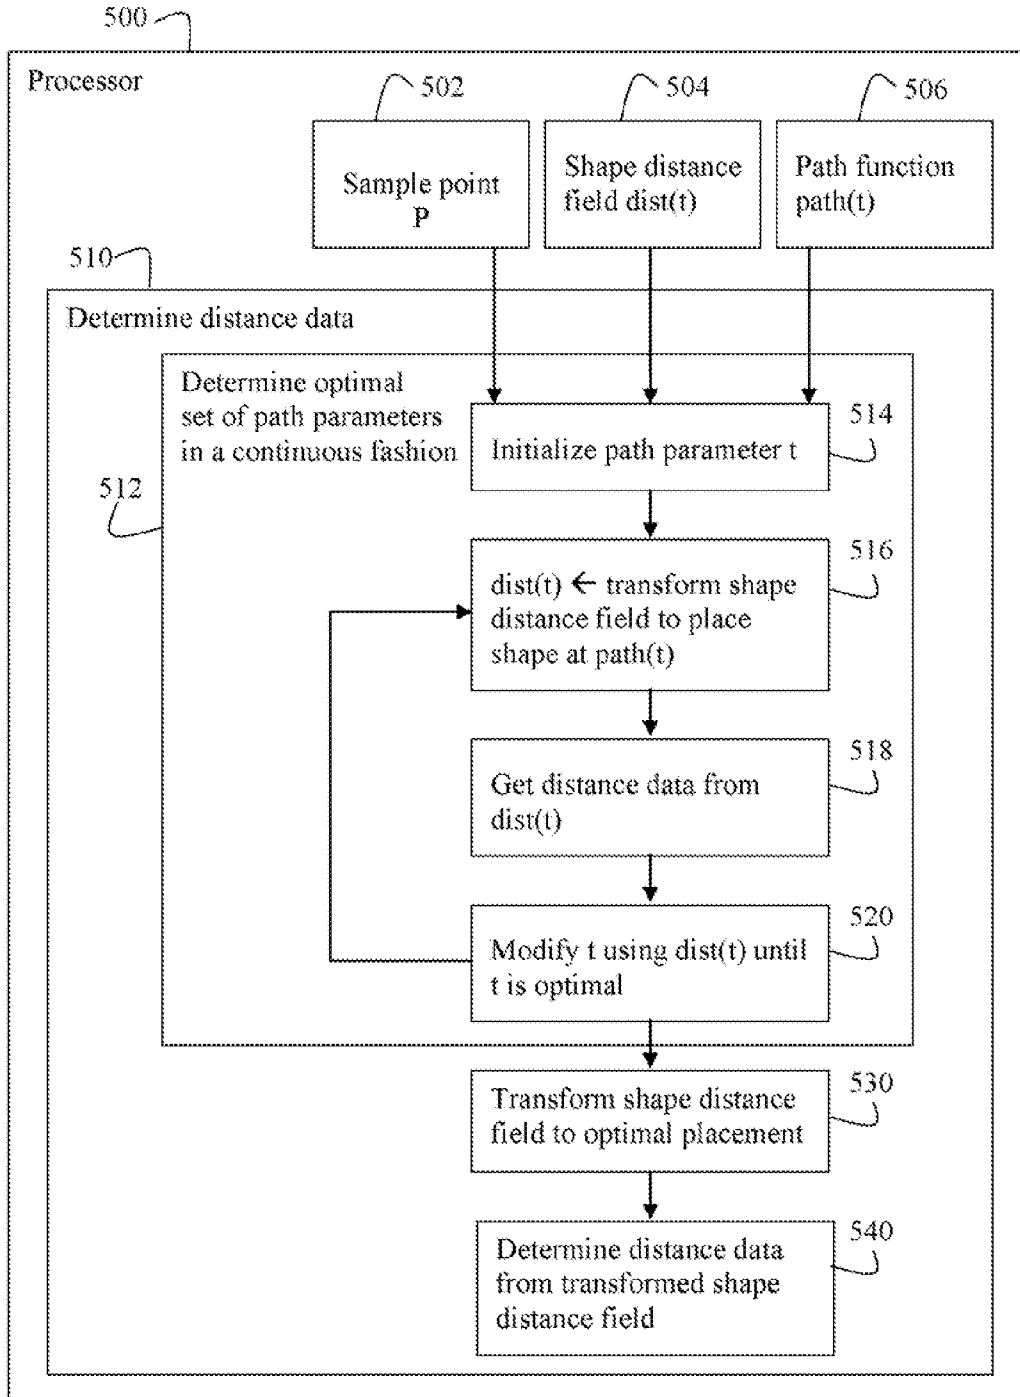 500
Processor
502
504
506
Sample point
P
Shape distance
field dist(t)
Path function
path(t)
510
Determine distance data
Determine optimal
set of path parameters
in a continuous fashion
512
514
Initialize path parameter t
516
dist(t) ← transform shape
distance field to place
shape at path(t)
518
Get distance data from
dist(t)
520
Modify t using dist(t) until
t is optimal
530
Transform shape distance
field to optimal placement
540
Determine distance data
from transformed shape
distance field